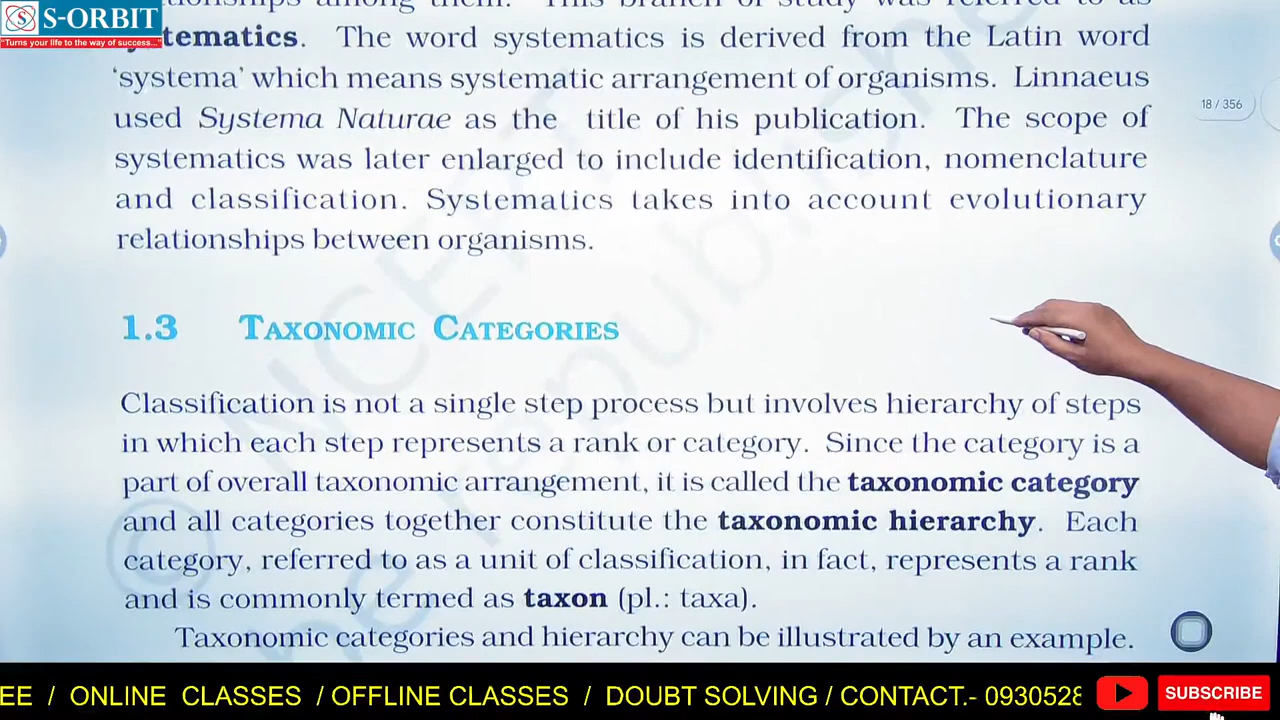 S-ORBIT
"Turns your life to the way of success..."
tematics. The word systematics is derived from the Latin word
‘systema’ which means systematic arrangement of organisms. Linnaeus
used Systema Naturae as the title of his publication. The scope of
systematics was later enlarged to include identification, nomenclature
and classification. Systematics takes into account evolutionary
relationships between organisms.
18 / 356
1.3 TAXONOMIC CATEGORIES
Classification is not a single step process but involves hierarchy of steps
in which each step represents a rank or category. Since the category is a
part of overall taxonomic arrangement, it is called the taxonomic category
and all categories together constitute the taxonomic hierarchy. Each
category, referred to as a unit of classification, in fact, represents a rank
and is commonly termed as taxon (pl.: taxa).
Taxonomic categories and hierarchy can be illustrated by an example.
EE / ONLINE CLASSES / OFFLINE CLASSES / DOUBT SOLVING / CONTACT.- 0930528
SUBSCRIBE